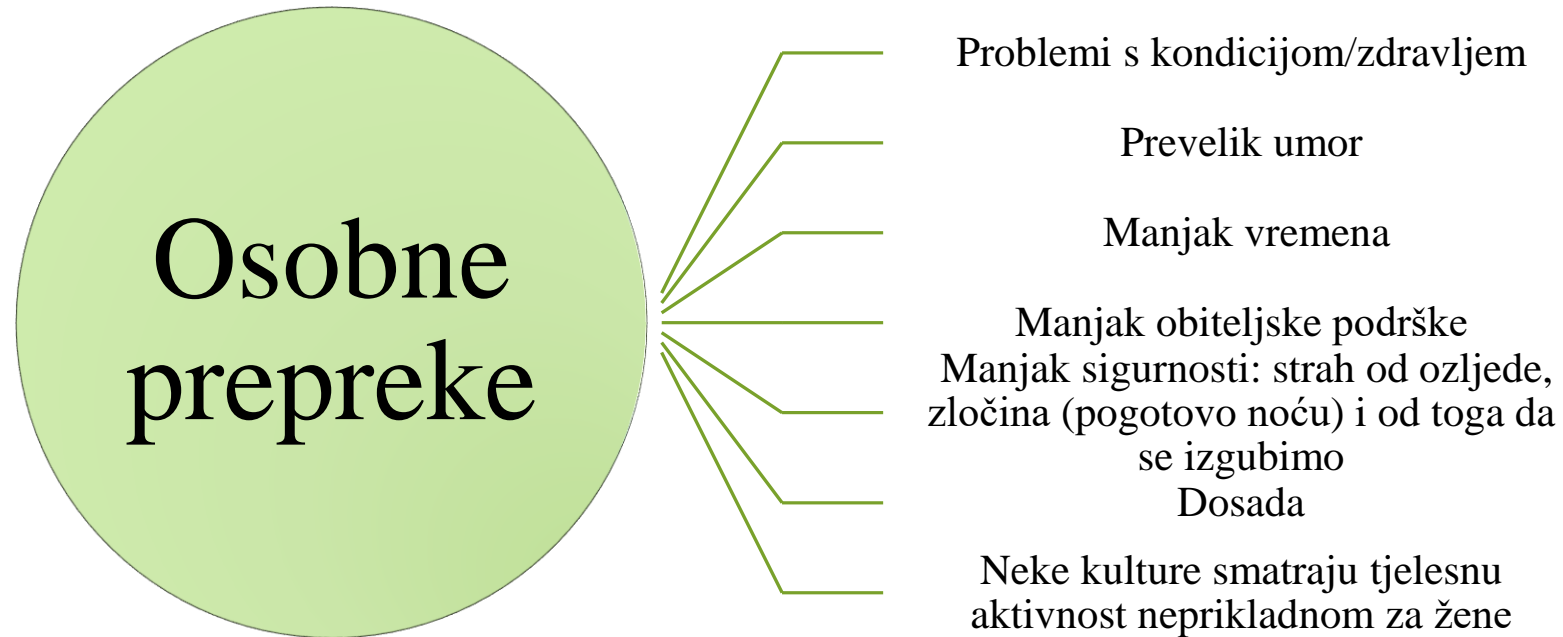 Osobne
prepreke
Problemi s kondicijom/zdravljem
Prevelik umor
Manjak vremena
Manjak obiteljske podrške
Manjak sigurnosti: strah od ozljede,
zločina (pogotovo noću) i od toga da
se izgubimo
Dosada
Neke kulture smatraju tjelesnu
aktivnost neprikladnom za žene